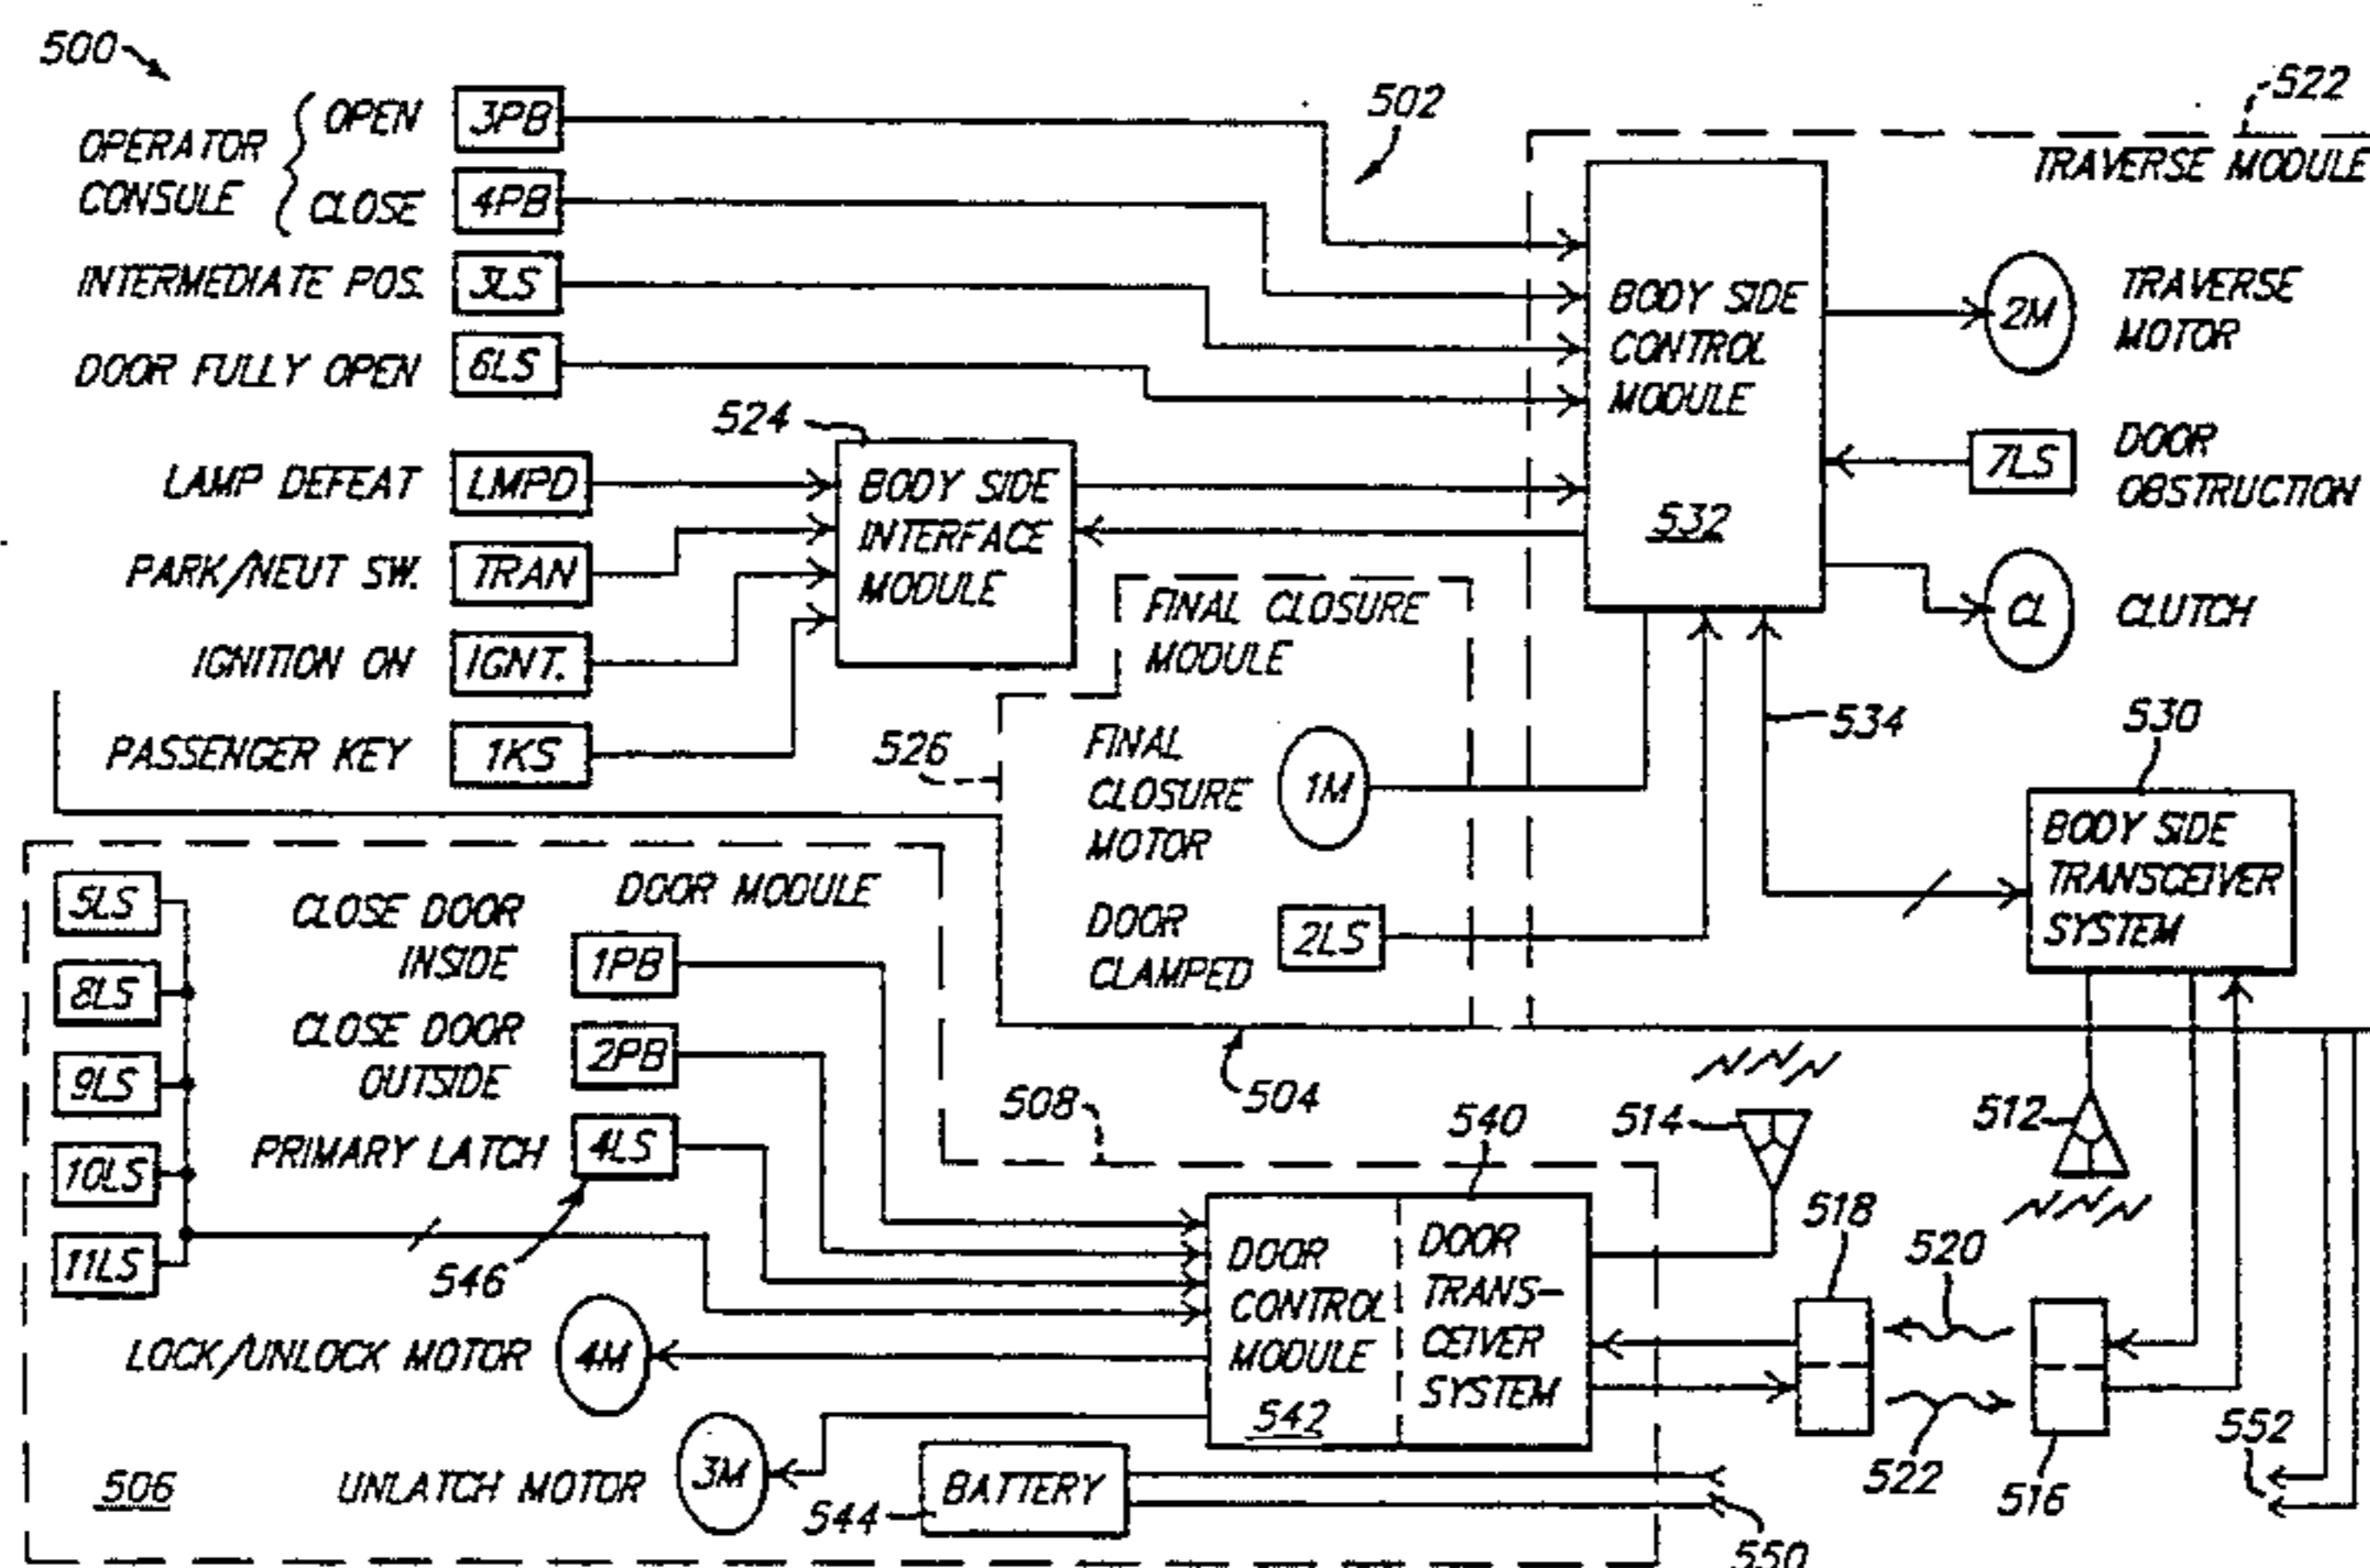 500
OPERATOR
CONSULE
OPEN
3PB
CLOSE
4PB
INTERMEDIATE POS.
3LS
DOOR FULLY OPEN
6LS
502
522
TRAVERSE MODULE
BODY SIDE
CONTROL
MODULE
532
2M
TRAVERSE
MOTOR
7LS
DOOR
OBSTRUCTION
CL
CLUTCH
LAMP DEFEAT
LMPD
PARK/NEUT SW.
TRAN
IGNITION ON
IGNT.
PASSENGER KEY
1KS
524
BODY SIDE
INTERFACE
MODULE
FINAL CLOSURE
MODULE
526
FINAL
CLOSURE
MOTOR
1M
DOOR
CLAMPED
2LS
534
530
BODY SIDE
TRANSCEIVER
SYSTEM
504
5LS
8LS
9LS
10LS
11LS
DOOR MODULE
CLOSE DOOR
INSIDE
1PB
CLOSE DOOR
OUTSIDE
2PB
PRIMARY LATCH
4LS
546
LOCK/UNLOCK MOTOR
4M
UNLATCH MOTOR
3M
506
508
540
DOOR
CONTROL
MODULE
542
DOOR
TRANS-
CEIVER
SYSTEM
544
BATTERY
550
514
512
518
520
522
516
552